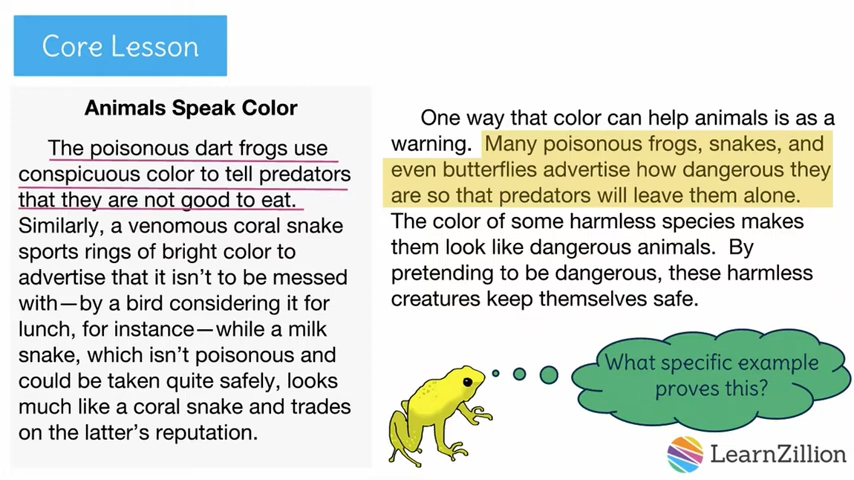 Core Lesson
Animals Speak Color
The poisonous dart frogs use
conspicuous color to tell predators
that they are not good to eat.
Similarly, a venomous coral snake
sports rings of bright color to
advertise that it isn't to be messed
with—by a bird considering it for
lunch, for instance—while a milk
snake, which isn't poisonous and
could be taken quite safely, looks
much like a coral snake and trades
on the latter's reputation.
One way that color can help animals is as a
warning. Many poisonous frogs, snakes, and
even butterflies advertise how dangerous they
are so that predators will leave them alone.
The color of some harmless species makes
them look like dangerous animals. By
pretending to be dangerous, these harmless
creatures keep themselves safe.
What specific example
proves this?
LearnZillion